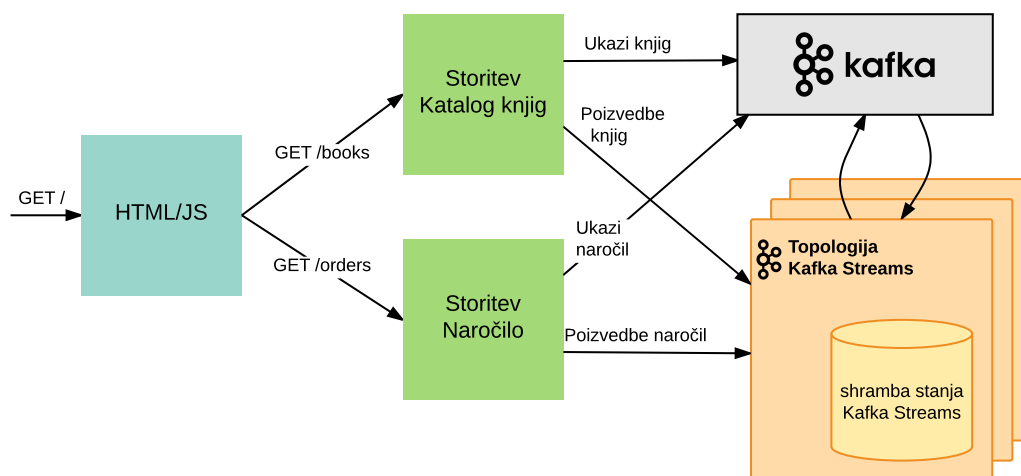 GET /
HTML/JS
GET /books
GET /orders
Storitev
Katalog knjig
Storitev
Naročilo
Ukazi knjig
Poizvedbe
knjig
Ukazi
naročil
Poizvedbe naročil
kafka
Topologija
Kafka Streams
shramba stanja
Kafka Streams